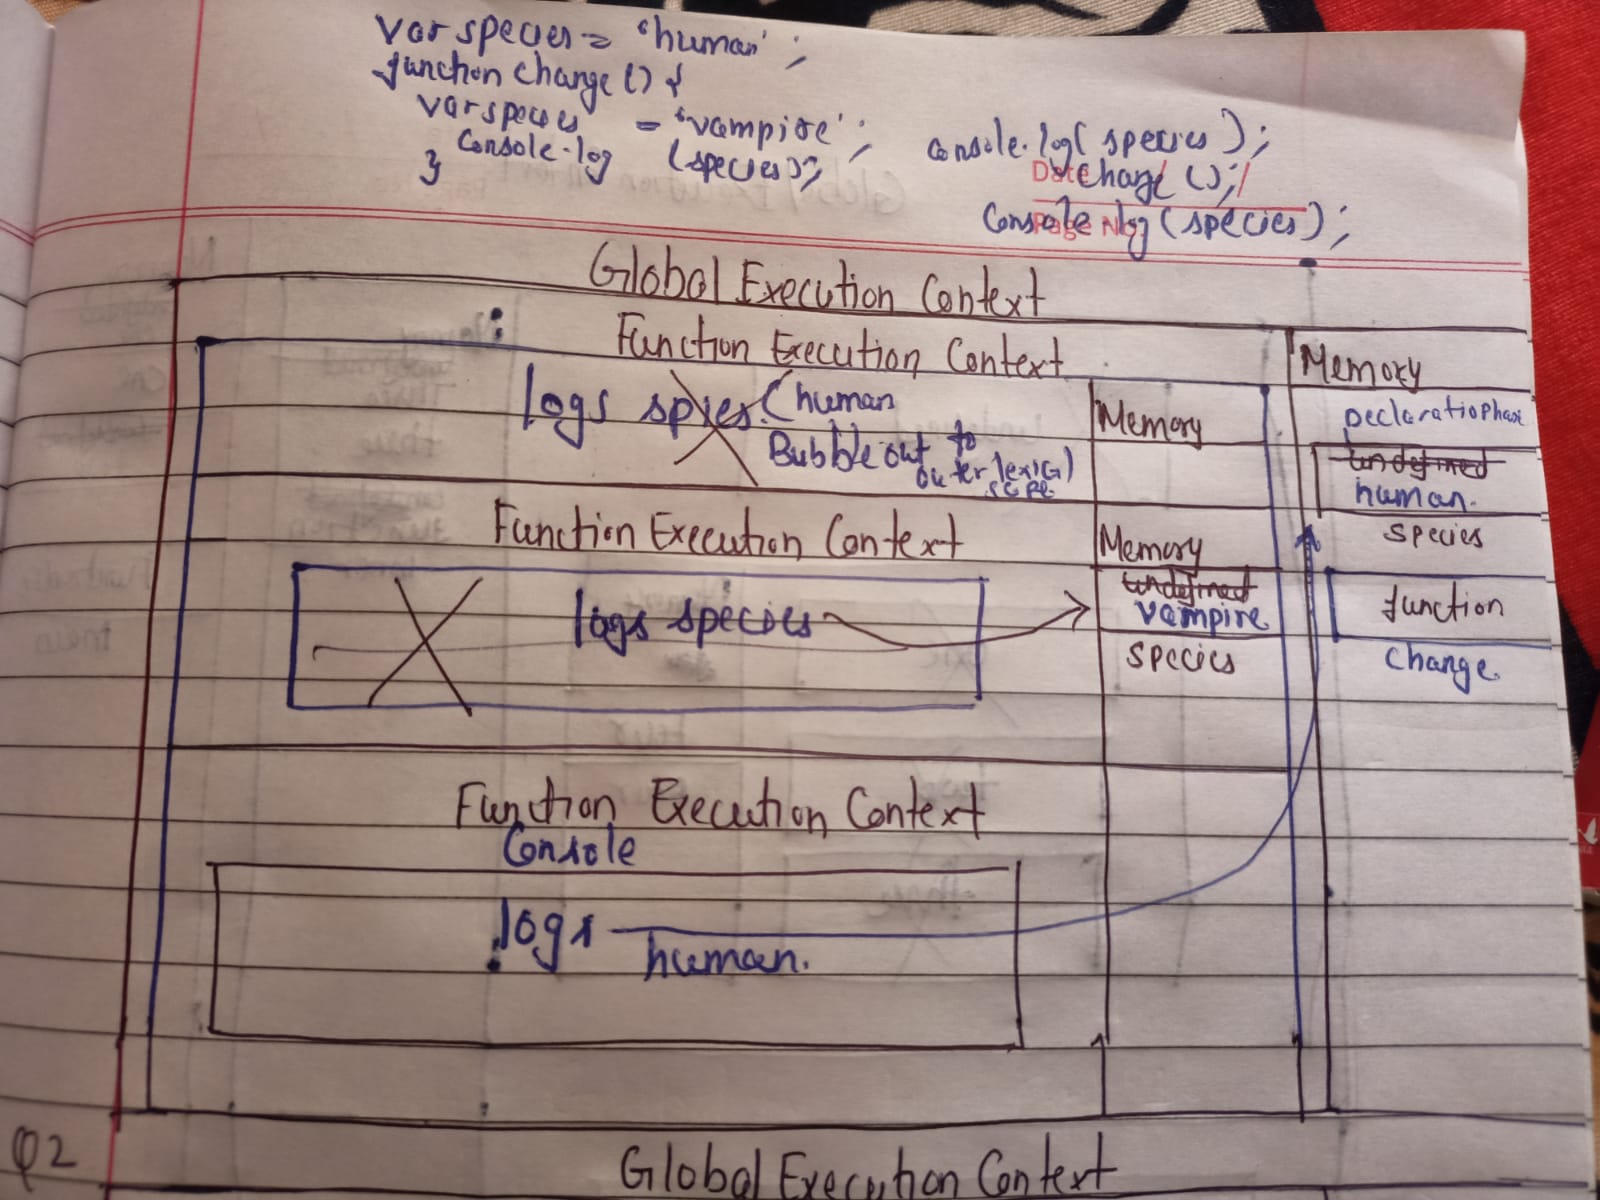 var species = 'human' ;
function change () {
var species = 'vampire' ;
console.log (species);
}
console.log( species );
change ();
console log (species);
Date / /
Page No
Global Execution Context
Function Execution Context
Memory
logs spies. (human
Bubble out to
outer lexical
scope
Memory
Declaratio Phase
undefined
human.
species
Function Execution Context
Memory
undefined
vampire
species
logs species
function
change.
Function Execution Context
Console
logs
human.
Q2
Global Execution Context